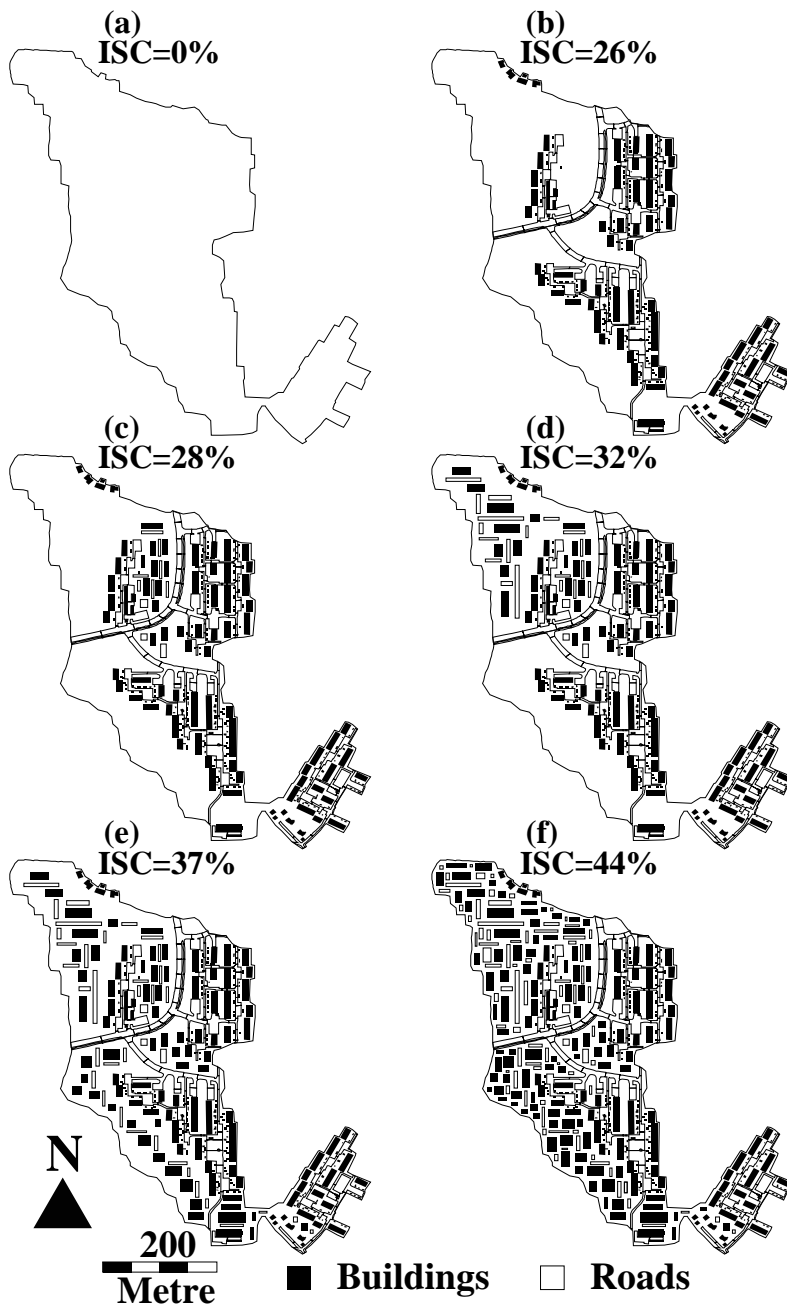 (a)
ISC=0%
(b)
ISC=26%
(c)
ISC=28%
(d)
ISC=32%
(e)
ISC=37%
(f)
ISC=44%
N
200
Metre
Buildings
Roads